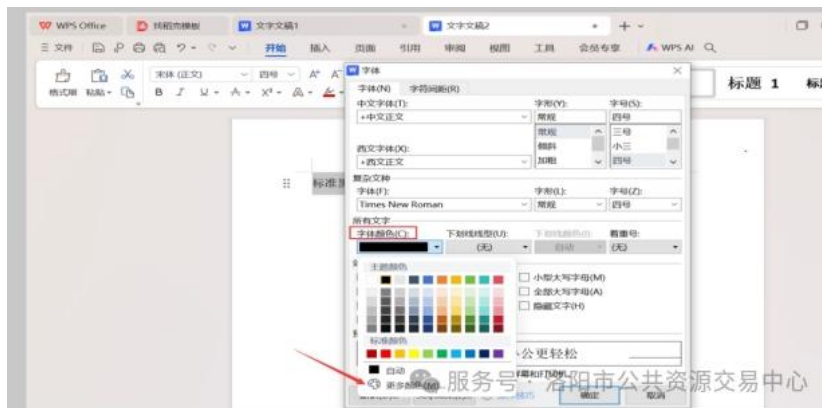 WPS Office 找稻壳模板 文字文稿1 文字文稿2
文件 开始 插入 页面 引用 审阅 视图 工具 会员专享 WPS AI
格式刷 粘贴 宋体 (正文) 四号 标题 1 标题
字体
字体(N) 字符间距(R)
中文字体(T): 字形(Y): 字号(S):
+中文正文 常规 四号
常规 三号
倾斜 小三
西文字体(X):
+西文正文 加粗 四号
复杂文种
字体(F): 字形(L): 字号(Z):
Times New Roman 常规 四号
所有文字
字体颜色(C): 下划线线型(U): 下划线颜色(I): 着重号:
(无) 自动 (无)
标准
主题颜色
小型大写字母(M)
全部大写字母(A)
隐藏文字(H)
标准颜色
公更轻松
自动
更多颜色(M)...
服务号 · 洛阳市公共资源交易中心
确定 取消